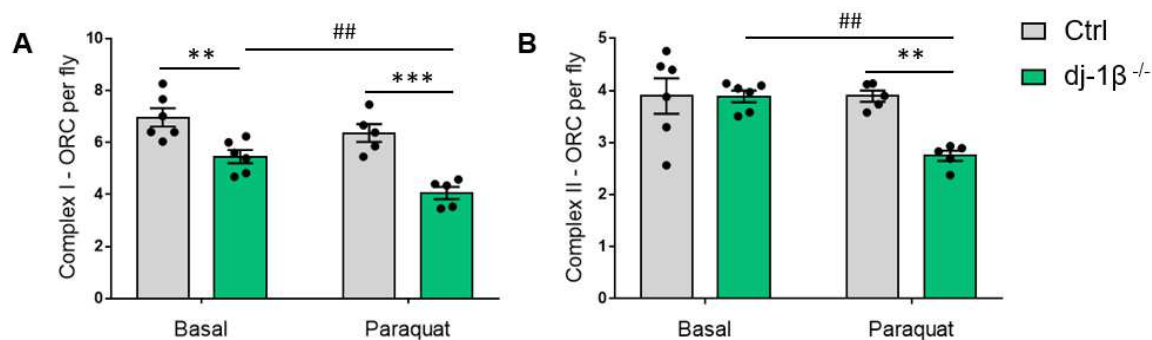 A
Complex I - ORC per fly
10
8
6
4
2
0
**
##
***
Basal
Paraquat
B
Complex II - ORC per fly
5
4
3
2
1
0
##
**
Basal
Paraquat
Ctrl
dj-1β -/-